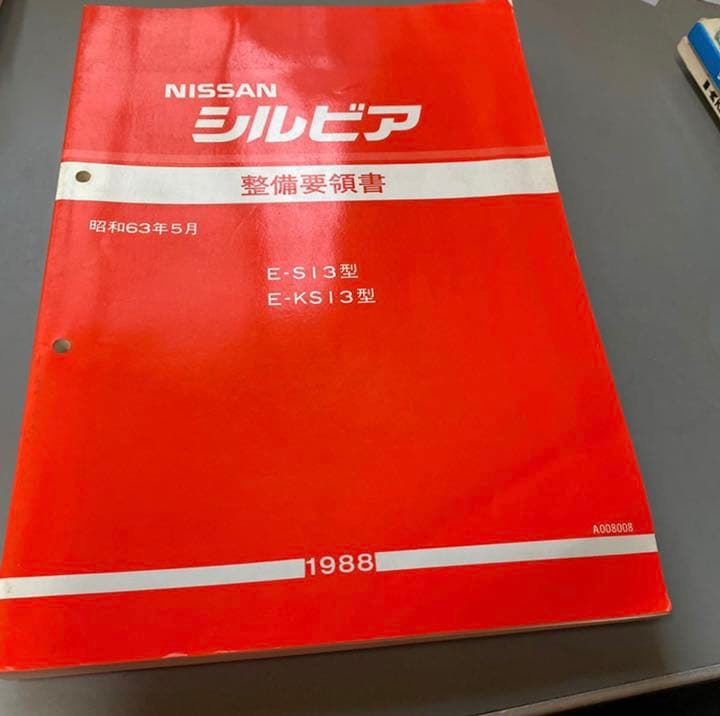 NISSAN
シルビア
整備要領書
昭和63年5月
E-S13型
E-KS13型
A008008
1988